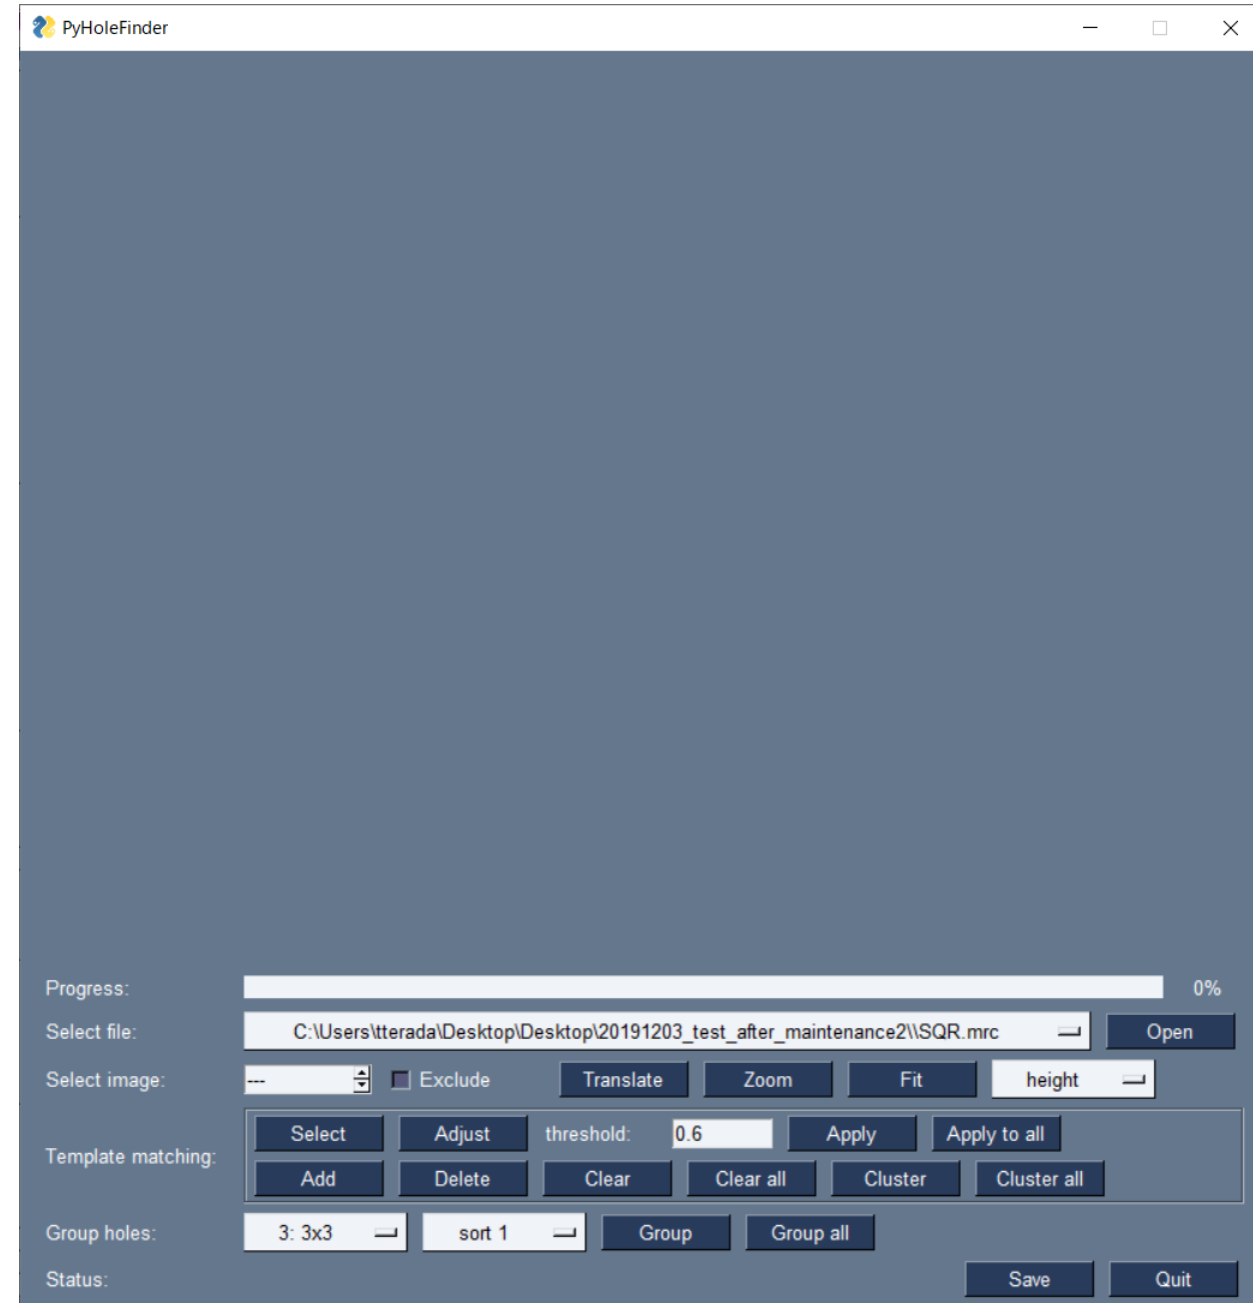 PyHoleFinder
Progress: 0%
Select file: C:\Users\tterada\Desktop\Desktop\20191203_test_after_maintenance2\\SQR.mrc Open
Select image: --- Exclude Translate Zoom Fit height
Select Adjust threshold: 0.6 Apply Apply to all
Template matching:
Add Delete Clear Clear all Cluster Cluster all
Group holes: 3: 3x3 sort 1 Group Group all
Status: Save Quit